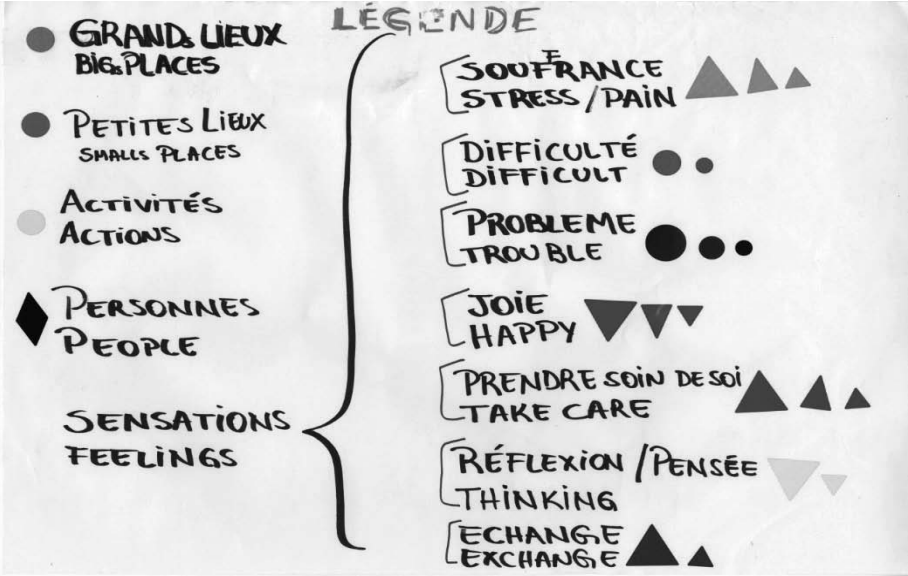 LÉGENDE
GRANDs LIEUX
BIGs PLACES
PETITES LIEUX
SMALLS PLACES
ACTIVITÉS
ACTIONS
PERSONNES
PEOPLE
SENSATIONS
FEELINGS
SOUFFRANCE
STRESS / PAIN
DIFFICULTÉ
DIFFICULT
PROBLEME
TROUBLE
JOIE
HAPPY
PRENDRE SOIN DE SOI
TAKE CARE
RÉFLEXION / PENSÉE
THINKING
ECHANGE
EXCHANGE